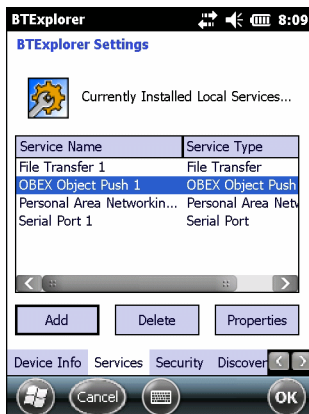 BTExplorer 8:09
BTExplorer Settings
Currently Installed Local Services...
Service Name Service Type
File Transfer 1 File Transfer
OBEX Object Push 1 OBEX Object Push
Personal Area Networkin... Personal Area Netw
Serial Port 1 Serial Port
Add Delete Properties
Device Info Services Security Discover
Cancel OK